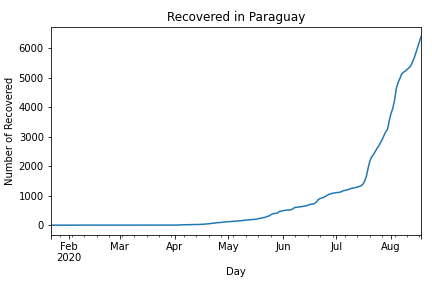 Recovered in Paraguay
Number of Recovered
6000
5000
4000
3000
2000
1000
0
Feb Mar Apr May Jun Jul Aug
2020
Day